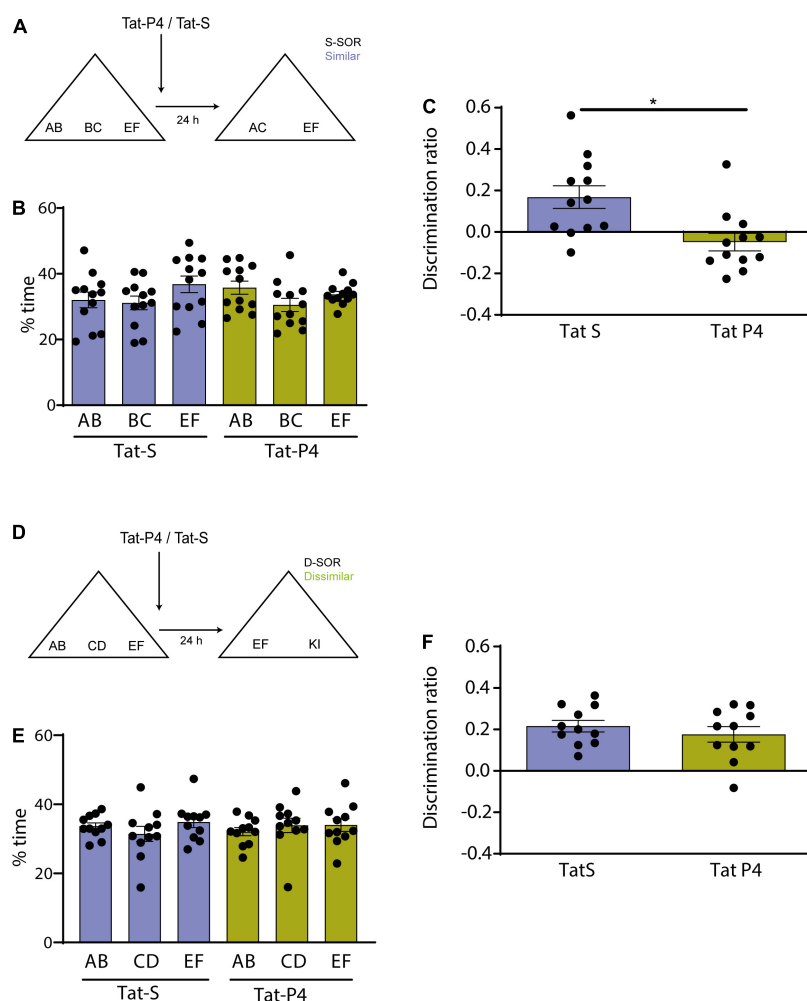 A
Tat-P4 / Tat-S
S-SOR
Similar
AB BC EF
24 h
AC EF
B
60
40
20
0
% time
AB BC EF AB BC EF
Tat-S Tat-P4
C
*
0.6
0.4
0.2
0.0
-0.2
-0.4
Discrimination ratio
Tat S Tat P4
D
Tat-P4 / Tat-S
D-SOR
Dissimilar
AB CD EF
24 h
EF KI
E
60
40
20
0
% time
AB CD EF AB CD EF
Tat-S Tat-P4
F
0.6
0.4
0.2
0.0
-0.2
-0.4
Discrimination ratio
TatS Tat P4